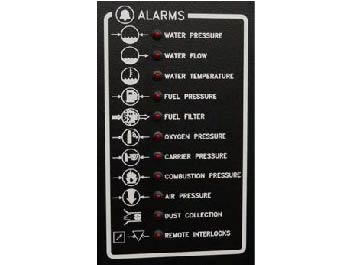 ALARMS
WATER PRESSURE
WATER FLOW
WATER TEMPERATURE
FUEL PRESSURE
FUEL FILTER
OXYGEN PRESSURE
CARRIER PRESSURE
COMBUSTION PRESSURE
AIR PRESSURE
DUST COLLECTION
REMOTE INTERLOCKS